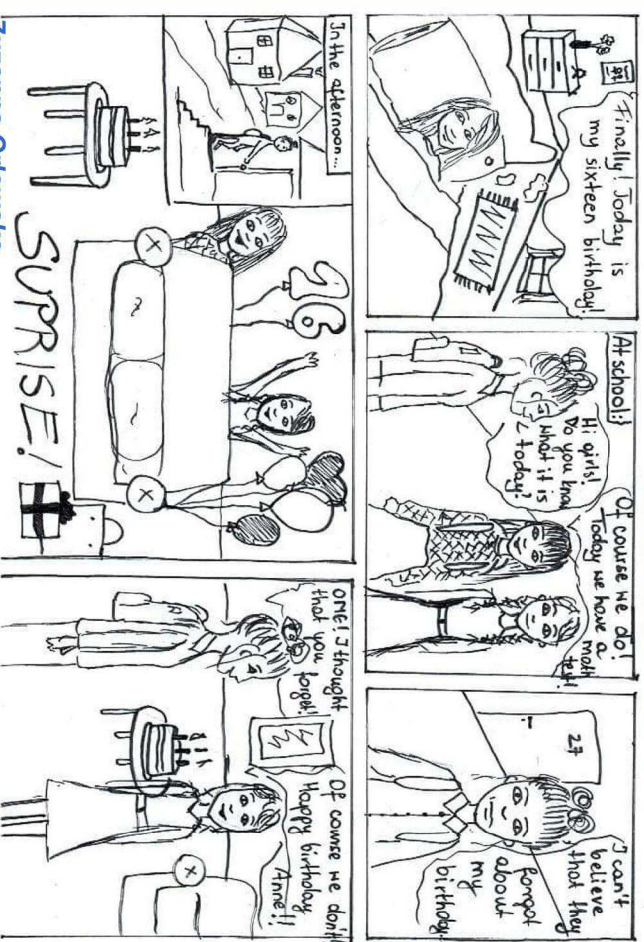 Finally! Today is
my sixteen birthday!
At school:
Hi girls!
Do you know
what it is
today?
Of course we do!
Today we have a math
test!
27
I can't
believe
that they
forgot
about
my
birthday.
In the afternoon...
16
SUPRISE!
OMG! I thought
that you
forget!
Of course we don't!
Happy birthday
Anne!!